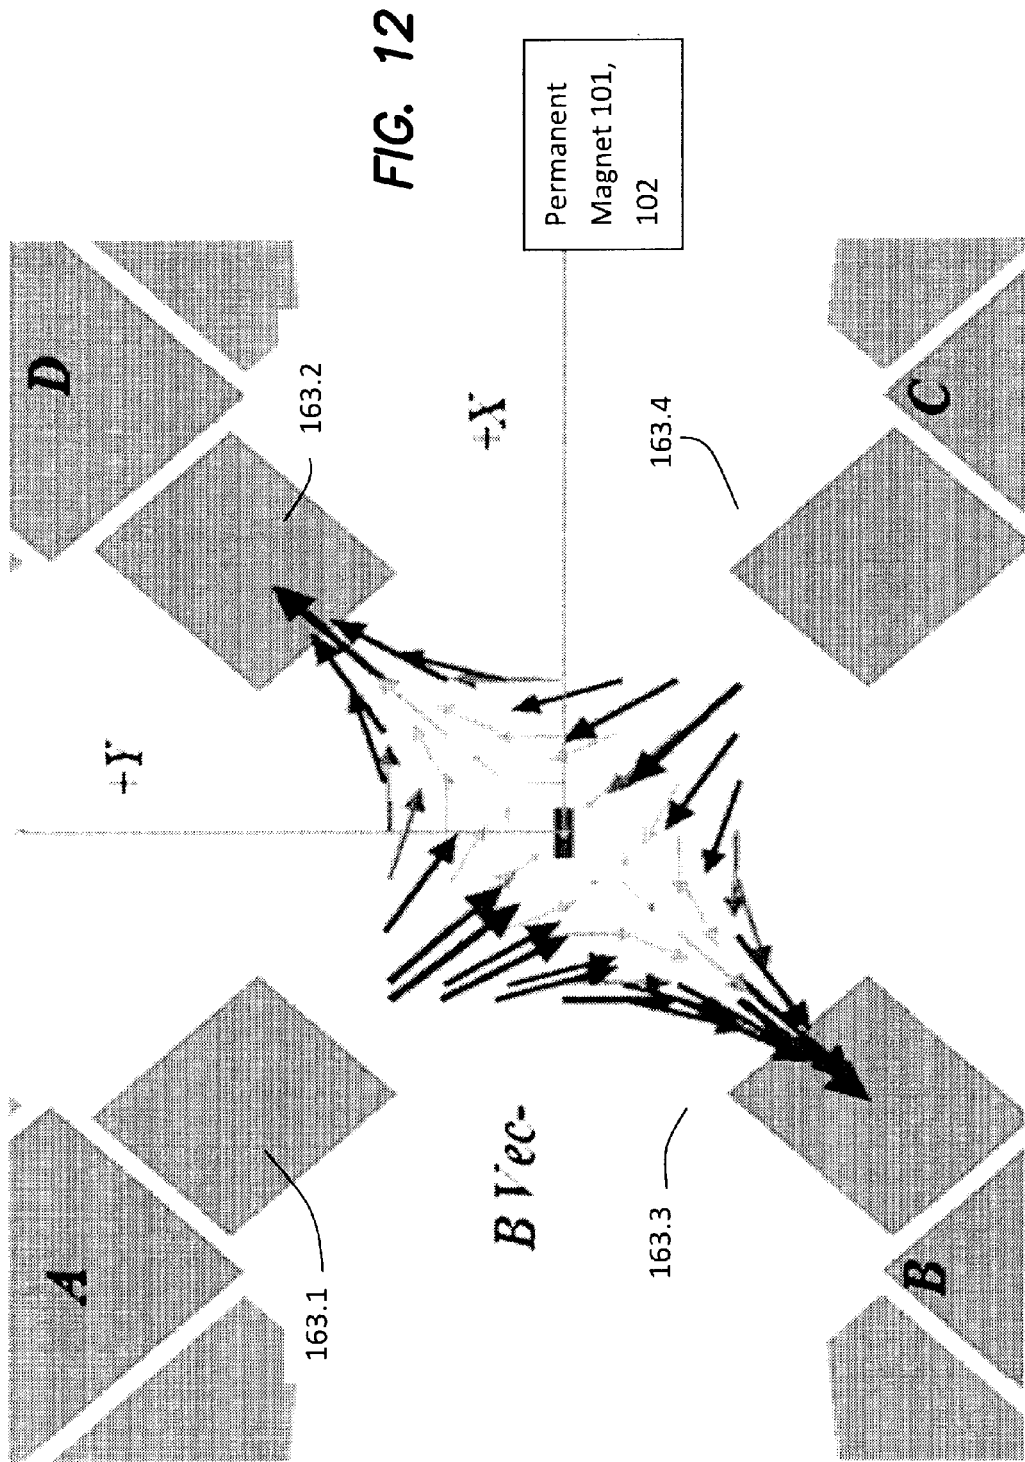 FIG. 12
D
163.2
+X
Permanent
Magnet 101,
102
163.4
C
+Y
A
163.1
B Vec-
163.3
B